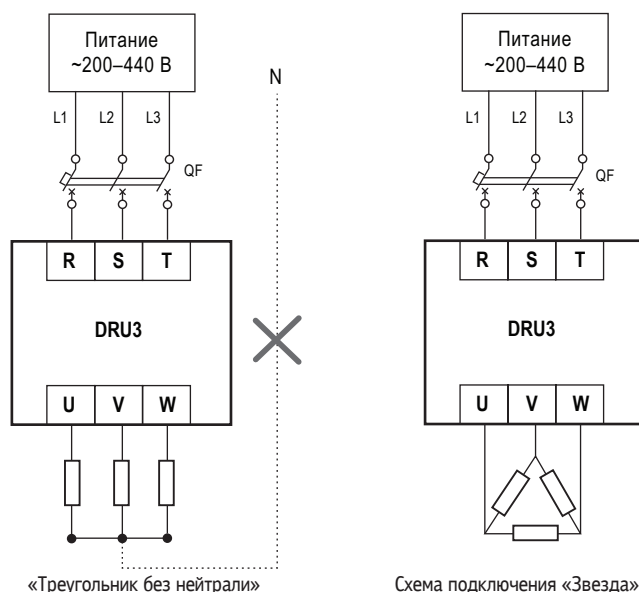 Питание
~200–440 В
N
L1 L2 L3
QF
R S T
DRU3
U V W
«Треугольник без нейтрали»
Питание
~200–440 В
L1 L2 L3
QF
R S T
DRU3
U V W
Схема подключения «Звезда»